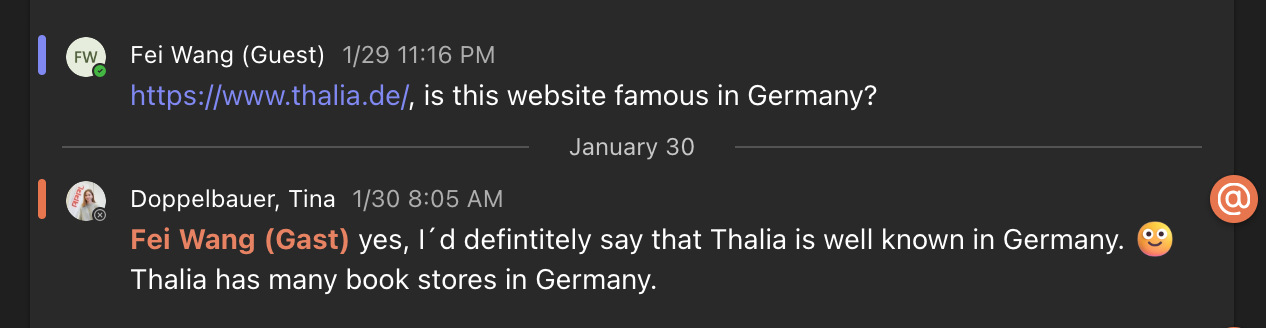 FW
Fei Wang (Guest) 1/29 11:16 PM
https://www.thalia.de/, is this website famous in Germany?
January 30
Doppelbauer, Tina 1/30 8:05 AM
@
Fei Wang (Gast) yes, I´d defintitely say that Thalia is well known in Germany.
Thalia has many book stores in Germany.